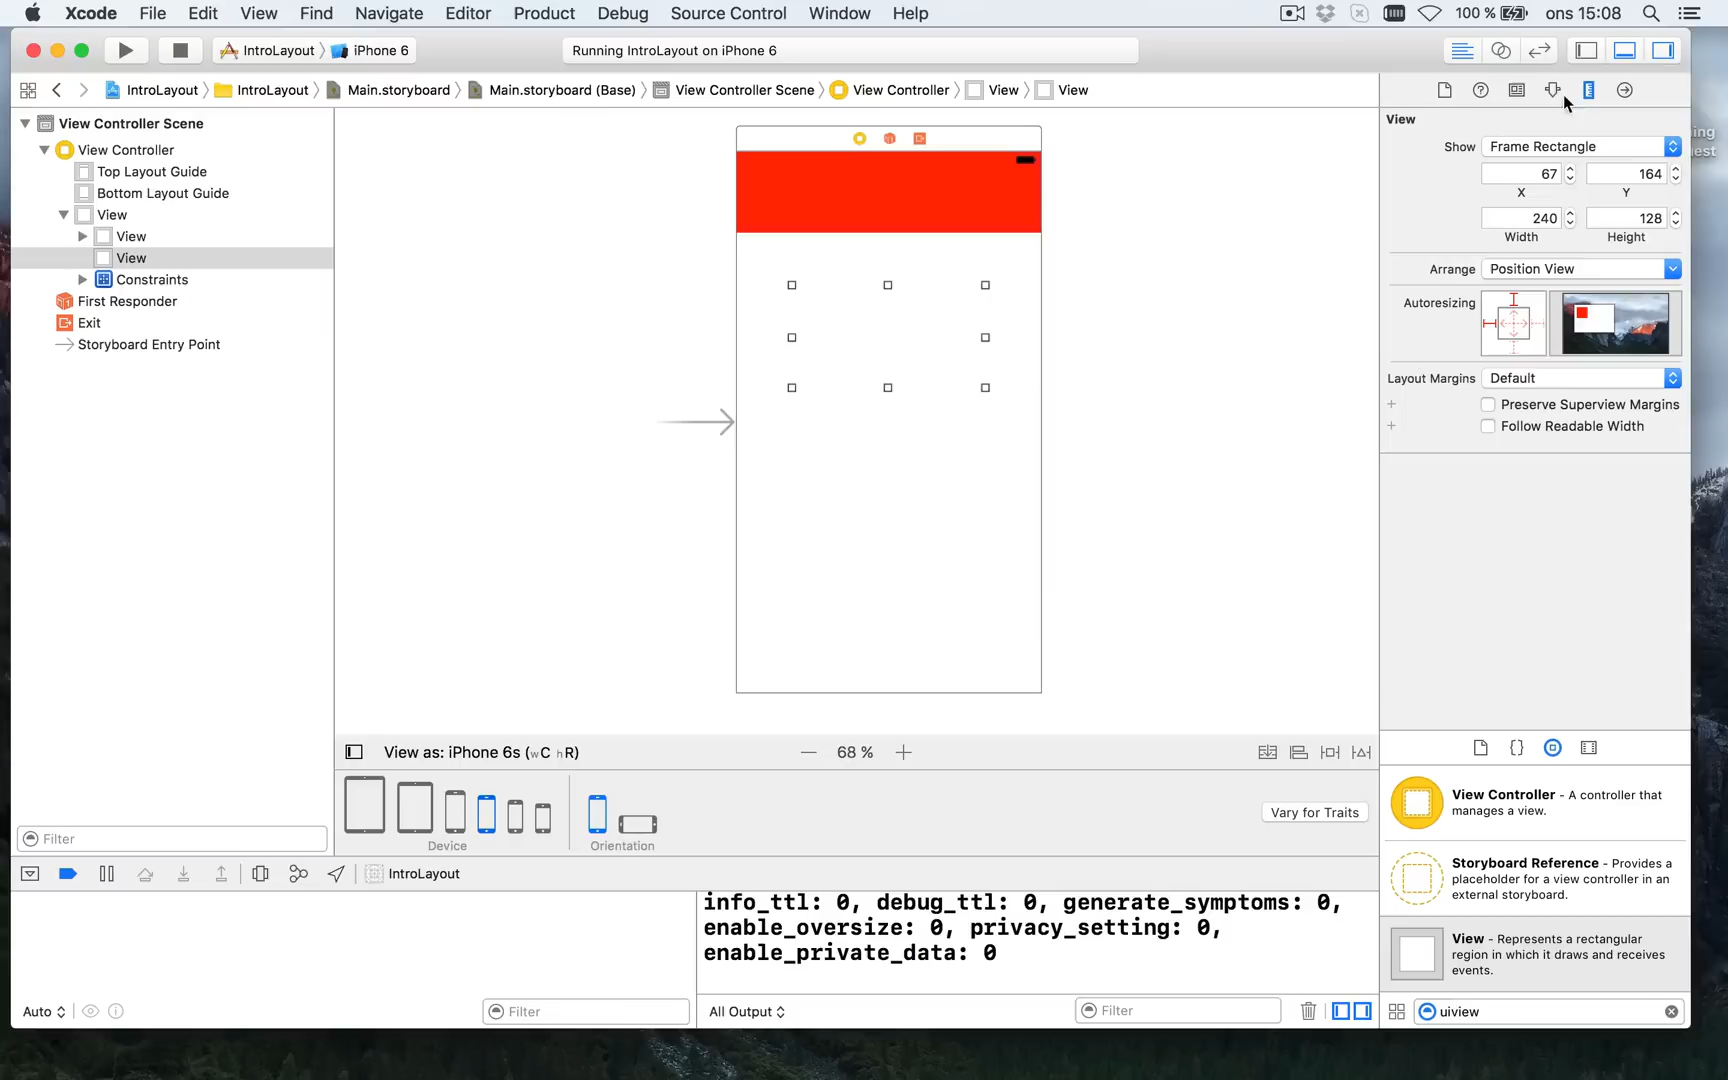 Xcode File Edit View Find Navigate Editor Product Debug Source Control Window Help 100 % ons 15:08
IntroLayout iPhone 6 Running IntroLayout on iPhone 6
IntroLayout IntroLayout Main.storyboard Main.storyboard (Base) View Controller Scene View Controller View View
View Controller Scene
View Controller
Top Layout Guide
Bottom Layout Guide
View
View
View
Constraints
First Responder
Exit
Storyboard Entry Point
Filter
View as: iPhone 6s (wC hR) 68 %
Device
Orientation
Vary for Traits
View
Show Frame Rectangle
67 164
X Y
240 128
Width Height
Arrange Position View
Autoresizing
Layout Margins Default
+ Preserve Superview Margins
+ Follow Readable Width
View Controller - A controller that
manages a view.
Storyboard Reference - Provides a
placeholder for a view controller in an
external storyboard.
View - Represents a rectangular
region in which it draws and receives
events.
uiview
IntroLayout
info_ttl: 0, debug_ttl: 0, generate_symptoms: 0,
enable_oversize: 0, privacy_setting: 0,
enable_private_data: 0
Auto Filter All Output Filter